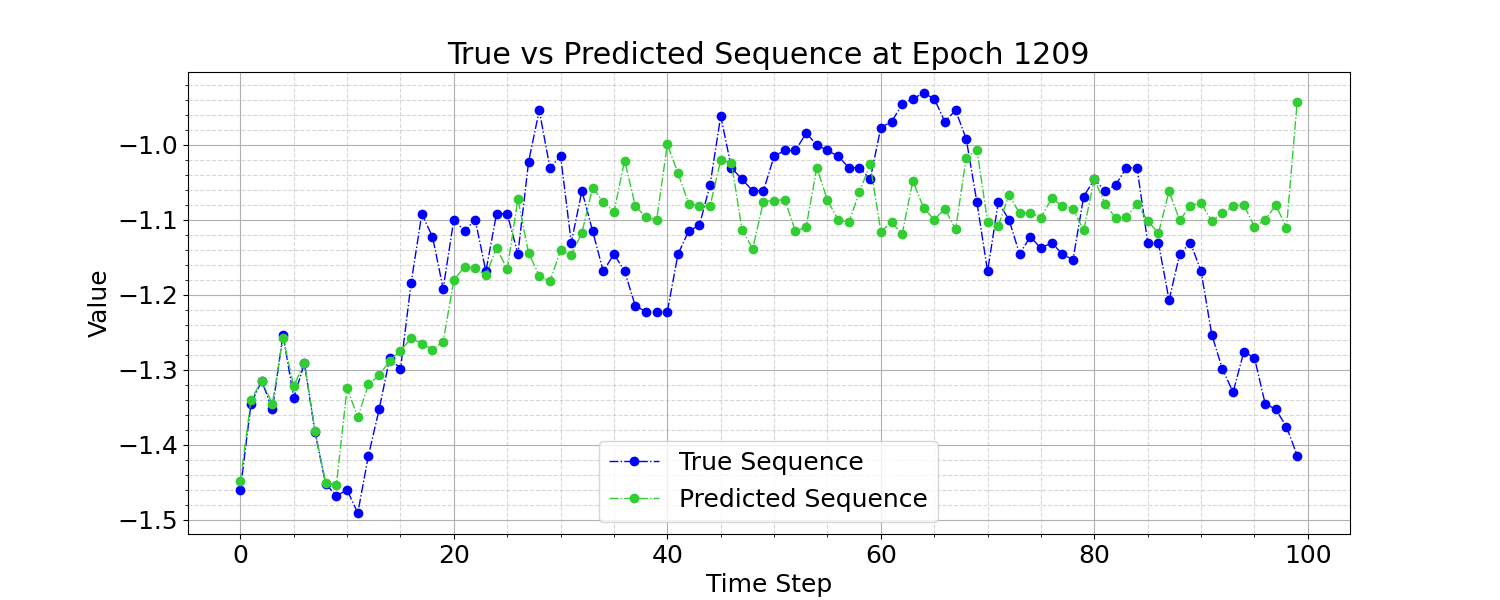 True vs Predicted Sequence at Epoch 1209
Value
−1.0
−1.1
−1.2
−1.3
−1.4
−1.5
True Sequence
Predicted Sequence
0 20 40 60 80 100
Time Step